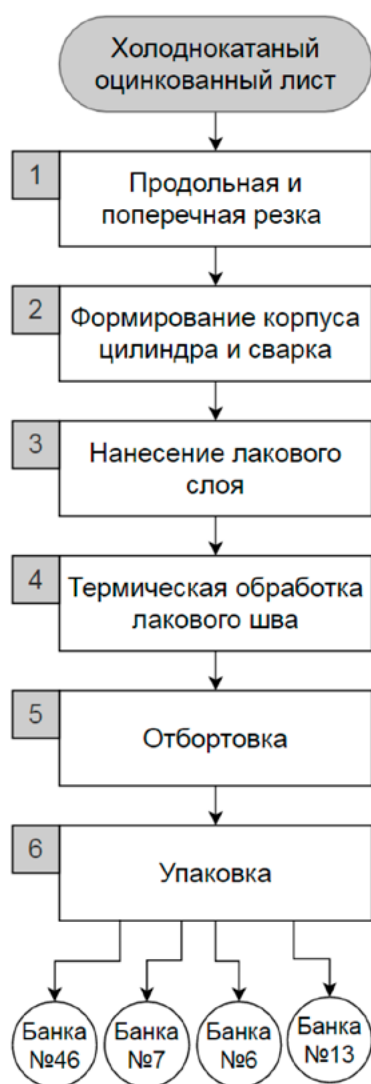 Холоднокатаный
оцинкованный лист
1
Продольная и
поперечная резка
2
Формирование корпуса
цилиндра и сварка
3
Нанесение лакового
слоя
4
Термическая обработка
лакового шва
5
Отбортовка
6
Упаковка
Банка
№46
Банка
№7
Банка
№6
Банка
№13